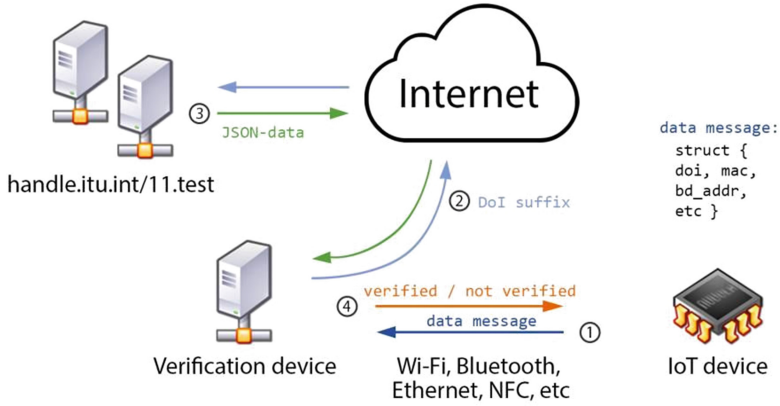 Internet
③
JSON-data
handle.itu.int/11.test
data message:
struct {
doi, mac,
bd_addr,
etc }
② DoI suffix
④ verified / not verified
data message ①
Verification device
Wi-Fi, Bluetooth,
Ethernet, NFC, etc
IoT device